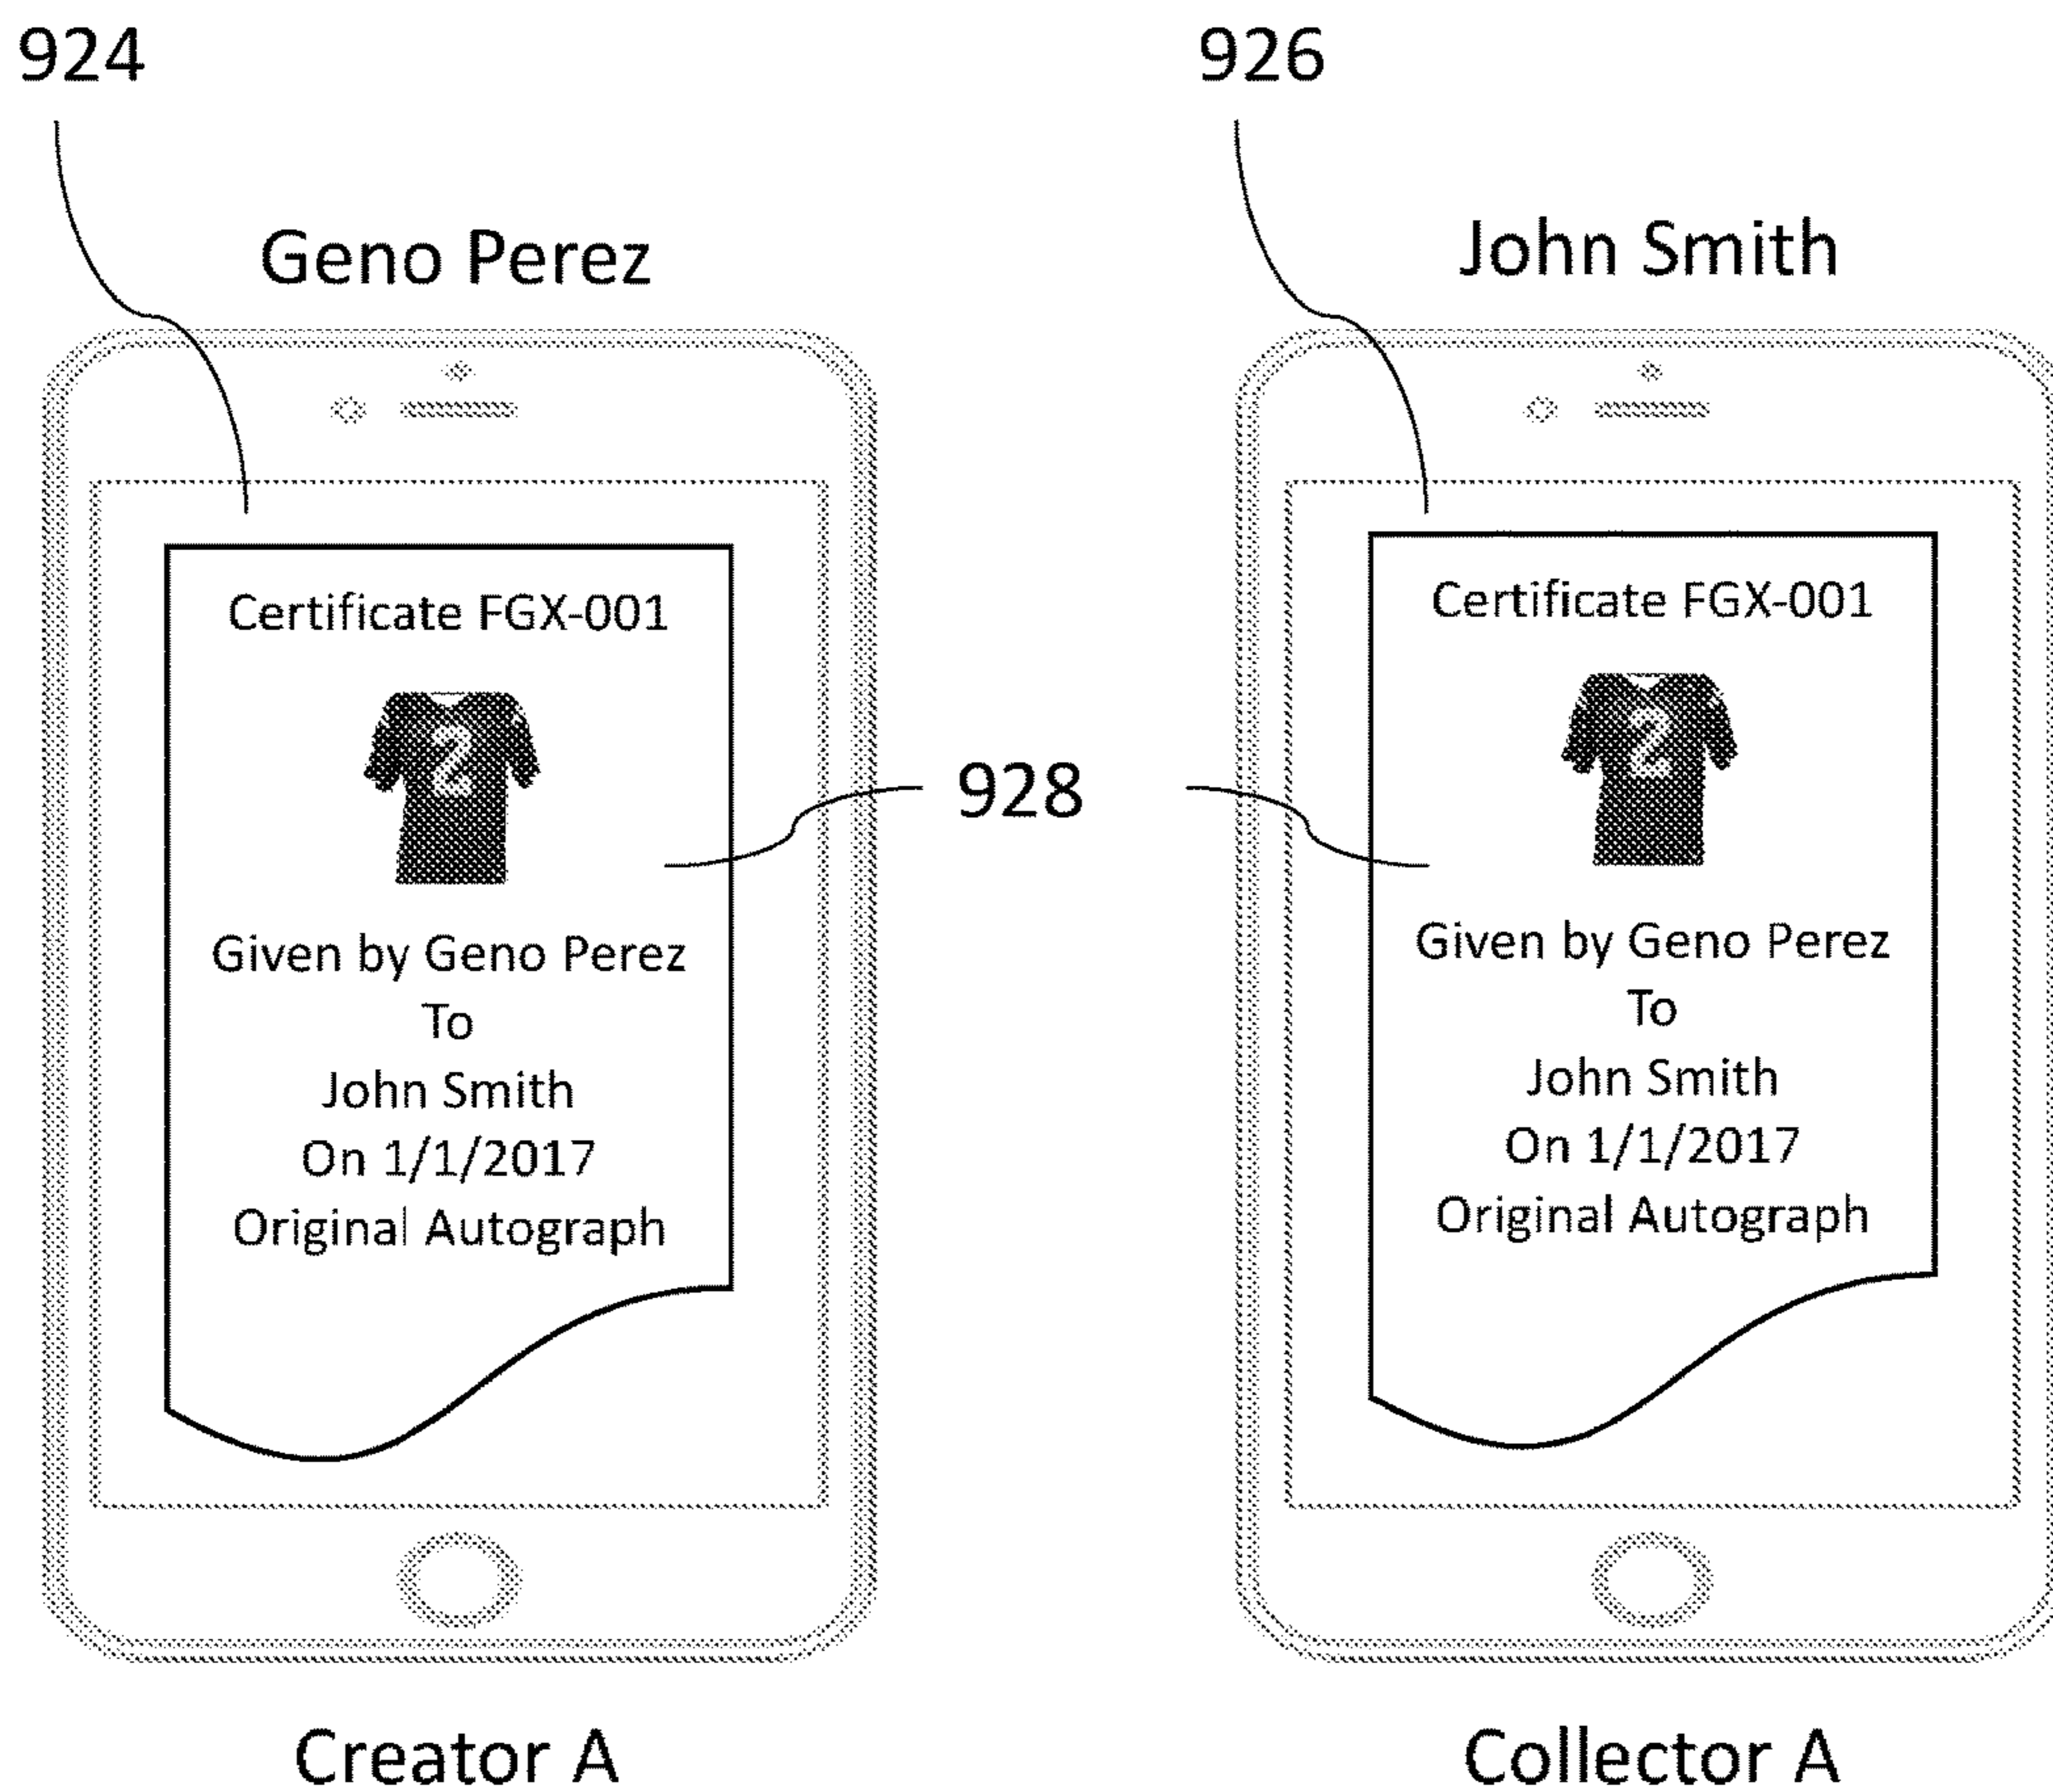 924
926
Geno Perez
John Smith
Certificate FGX-001
2
Given by Geno Perez
To
John Smith
On 1/1/2017
Original Autograph
928
Certificate FGX-001
2
Given by Geno Perez
To
John Smith
On 1/1/2017
Original Autograph
Creator A
Collector A